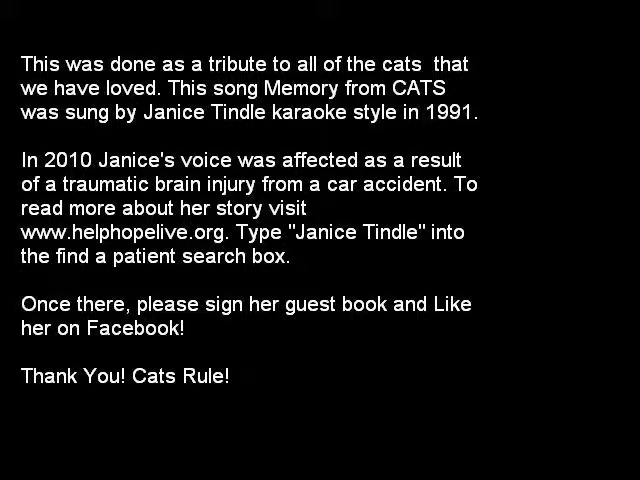 This was done as a tribute to all of the cats  that
we have loved. This song Memory from CATS
was sung by Janice Tindle karaoke style in 1991.
In 2010 Janice's voice was affected as a result
of a traumatic brain injury from a car accident. To
read more about her story visit
www.helphopelive.org. Type "Janice Tindle" into
the find a patient search box.
Once there, please sign her guest book and Like
her on Facebook!
Thank You! Cats Rule!